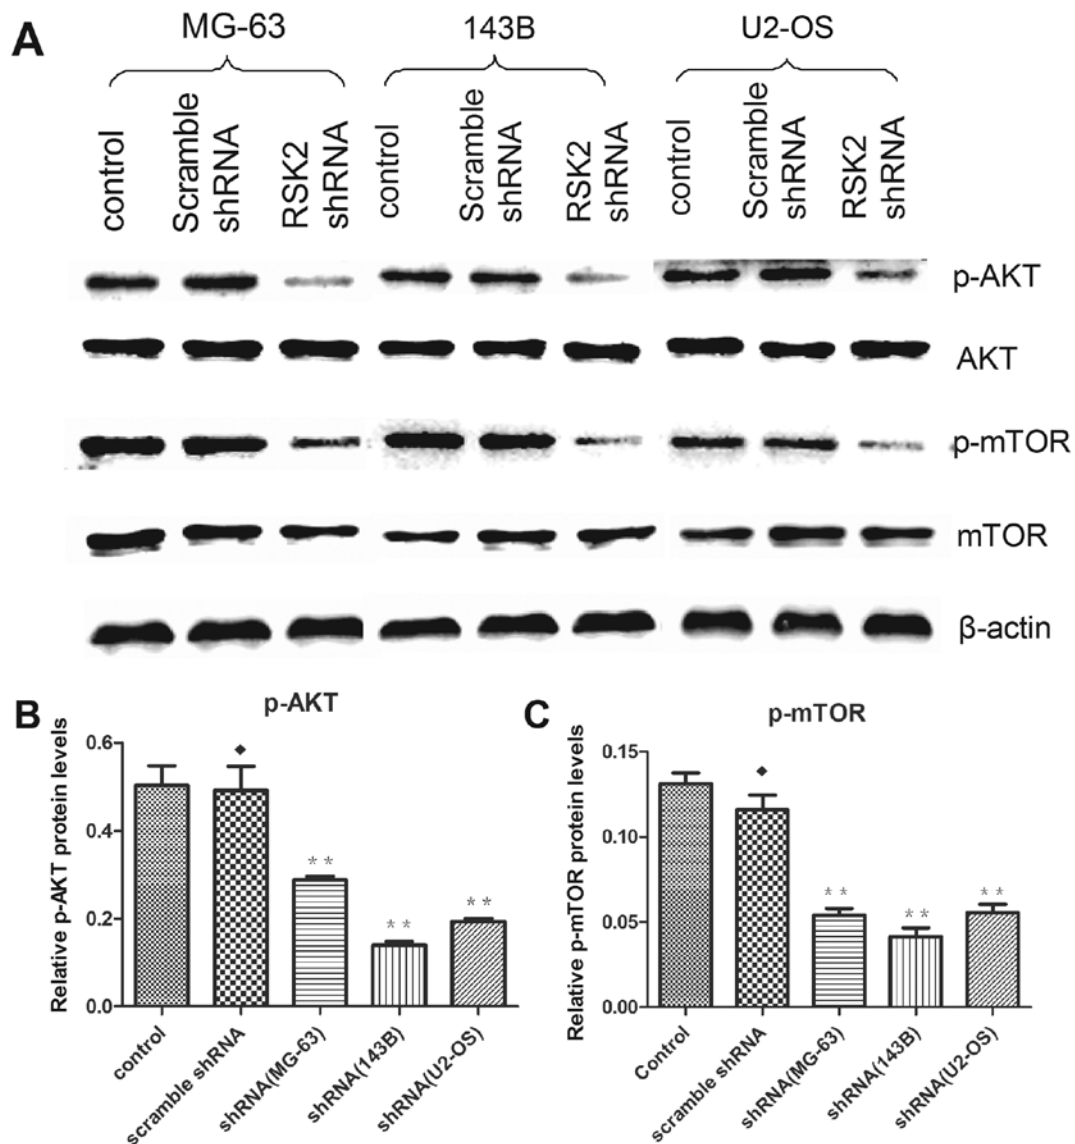 A
MG-63
143B
U2-OS
control
Scramble
shRNA
RSK2
shRNA
control
Scramble
shRNA
RSK2
shRNA
control
Scramble
shRNA
RSK2
shRNA
p-AKT
AKT
p-mTOR
mTOR
β-actin
B
p-AKT
Relative p-AKT protein levels
0.6
0.4
0.2
0.0
◆
**
**
**
control
scramble shRNA
shRNA(MG-63)
shRNA(143B)
shRNA(U2-OS)
C
p-mTOR
Relative p-mTOR protein levels
0.15
0.10
0.05
0.00
◆
**
**
**
Control
scramble shRNA
shRNA(MG-63)
shRNA(143B)
shRNA(U2-OS)